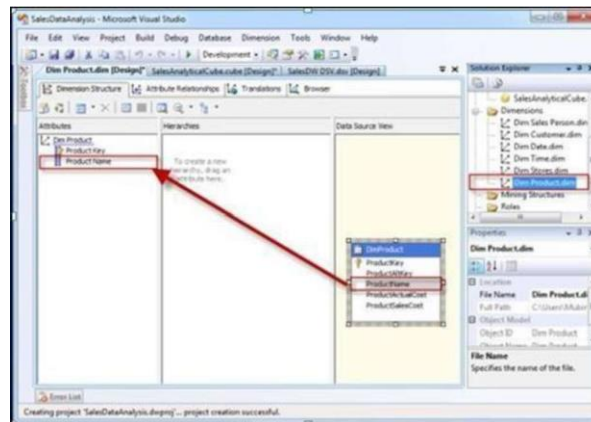 SalesDataAnalysis - Microsoft Visual Studio
File Edit View Project Build Debug Database Dimension Tools Window Help
Development
Dim Product.dim [Design]* SalesAnalyticalCube.cube [Design]* SalesDW DSV.dsv [Design]
Solution Explorer
Toolbox
Dimension Structure Attribute Relationships Translations Browser
SalesAnalyticalCube.
Dimensions
Dim Sales Person.dim
Dim Customer.dim
Dim Date.dim
Dim Time.dim
Dim Stores.dim
Dim Product.dim
Mining Structures
Roles
Attributes
Dim Product
Product Key
Product Name
Hierarchies
To create a new
hierarchy, drag an
attribute here.
Data Source View
DimProduct
ProductKey
ProductAltKey
ProductName
ProductActualCost
ProductSalesCost
Properties
Dim Product.dim
Location
File Name Dim Product.di
Full Path
Object Model
Object ID Dim Product
Object Name Dim Product
File Name
Specifies the name of the file.
Error List
Creating project 'SalesDataAnalysis.dwproj'... project creation successful.